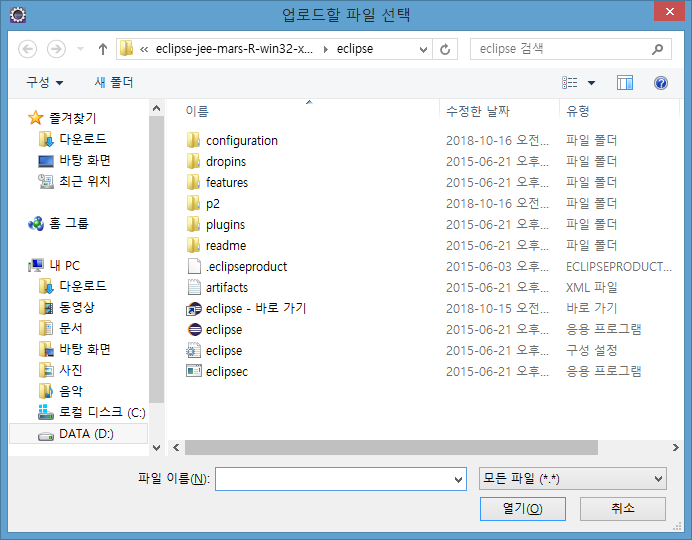 업로드할 파일 선택
« eclipse-jee-mars-R-win32-x... eclipse eclipse 검색
구성 새 폴더
이름 수정한 날짜 유형
즐겨찾기
다운로드
바탕 화면
최근 위치
홈 그룹
내 PC
다운로드
동영상
문서
바탕 화면
사진
음악
로컬 디스크 (C:)
DATA (D:)
configuration 2018-10-16 오전... 파일 폴더
dropins 2015-06-21 오후... 파일 폴더
features 2015-06-21 오후... 파일 폴더
p2 2018-10-16 오전... 파일 폴더
plugins 2015-06-21 오후... 파일 폴더
readme 2015-06-21 오후... 파일 폴더
.eclipseproduct 2015-06-03 오후... ECLIPSEPRODUCT...
artifacts 2015-06-21 오후... XML 파일
eclipse - 바로 가기 2018-10-15 오전... 바로 가기
eclipse 2015-06-21 오후... 응용 프로그램
eclipse 2015-06-21 오후... 구성 설정
eclipsec 2015-06-21 오후... 응용 프로그램
파일 이름(N): 모든 파일 (*.*)
열기(O) 취소